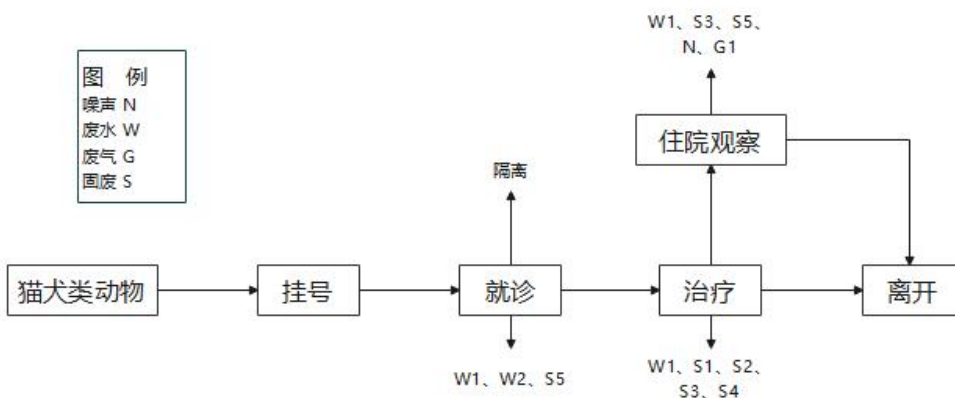 W1、S3、S5、
N、G1
图 例
噪声 N
废水 W
废气 G
固废 S
住院观察
隔离
猫犬类动物
挂号
就诊
治疗
离开
W1、W2、S5
W1、S1、S2、
S3、S4